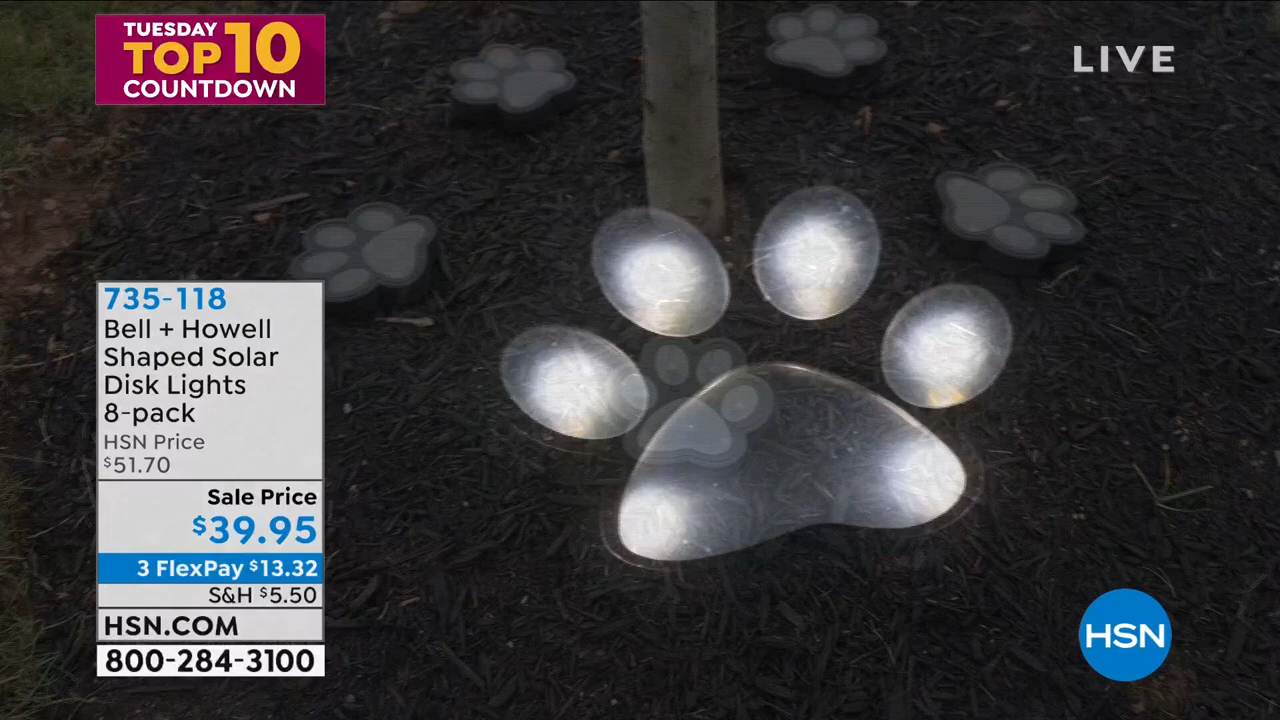 TUESDAY
TOP 10
COUNTDOWN
LIVE
735-118
Bell + Howell
Shaped Solar
Disk Lights
8-pack
HSN Price
$51.70
Sale Price
$39.95
3 FlexPay $13.32
S&H $5.50
HSN.COM
800-284-3100
HSN